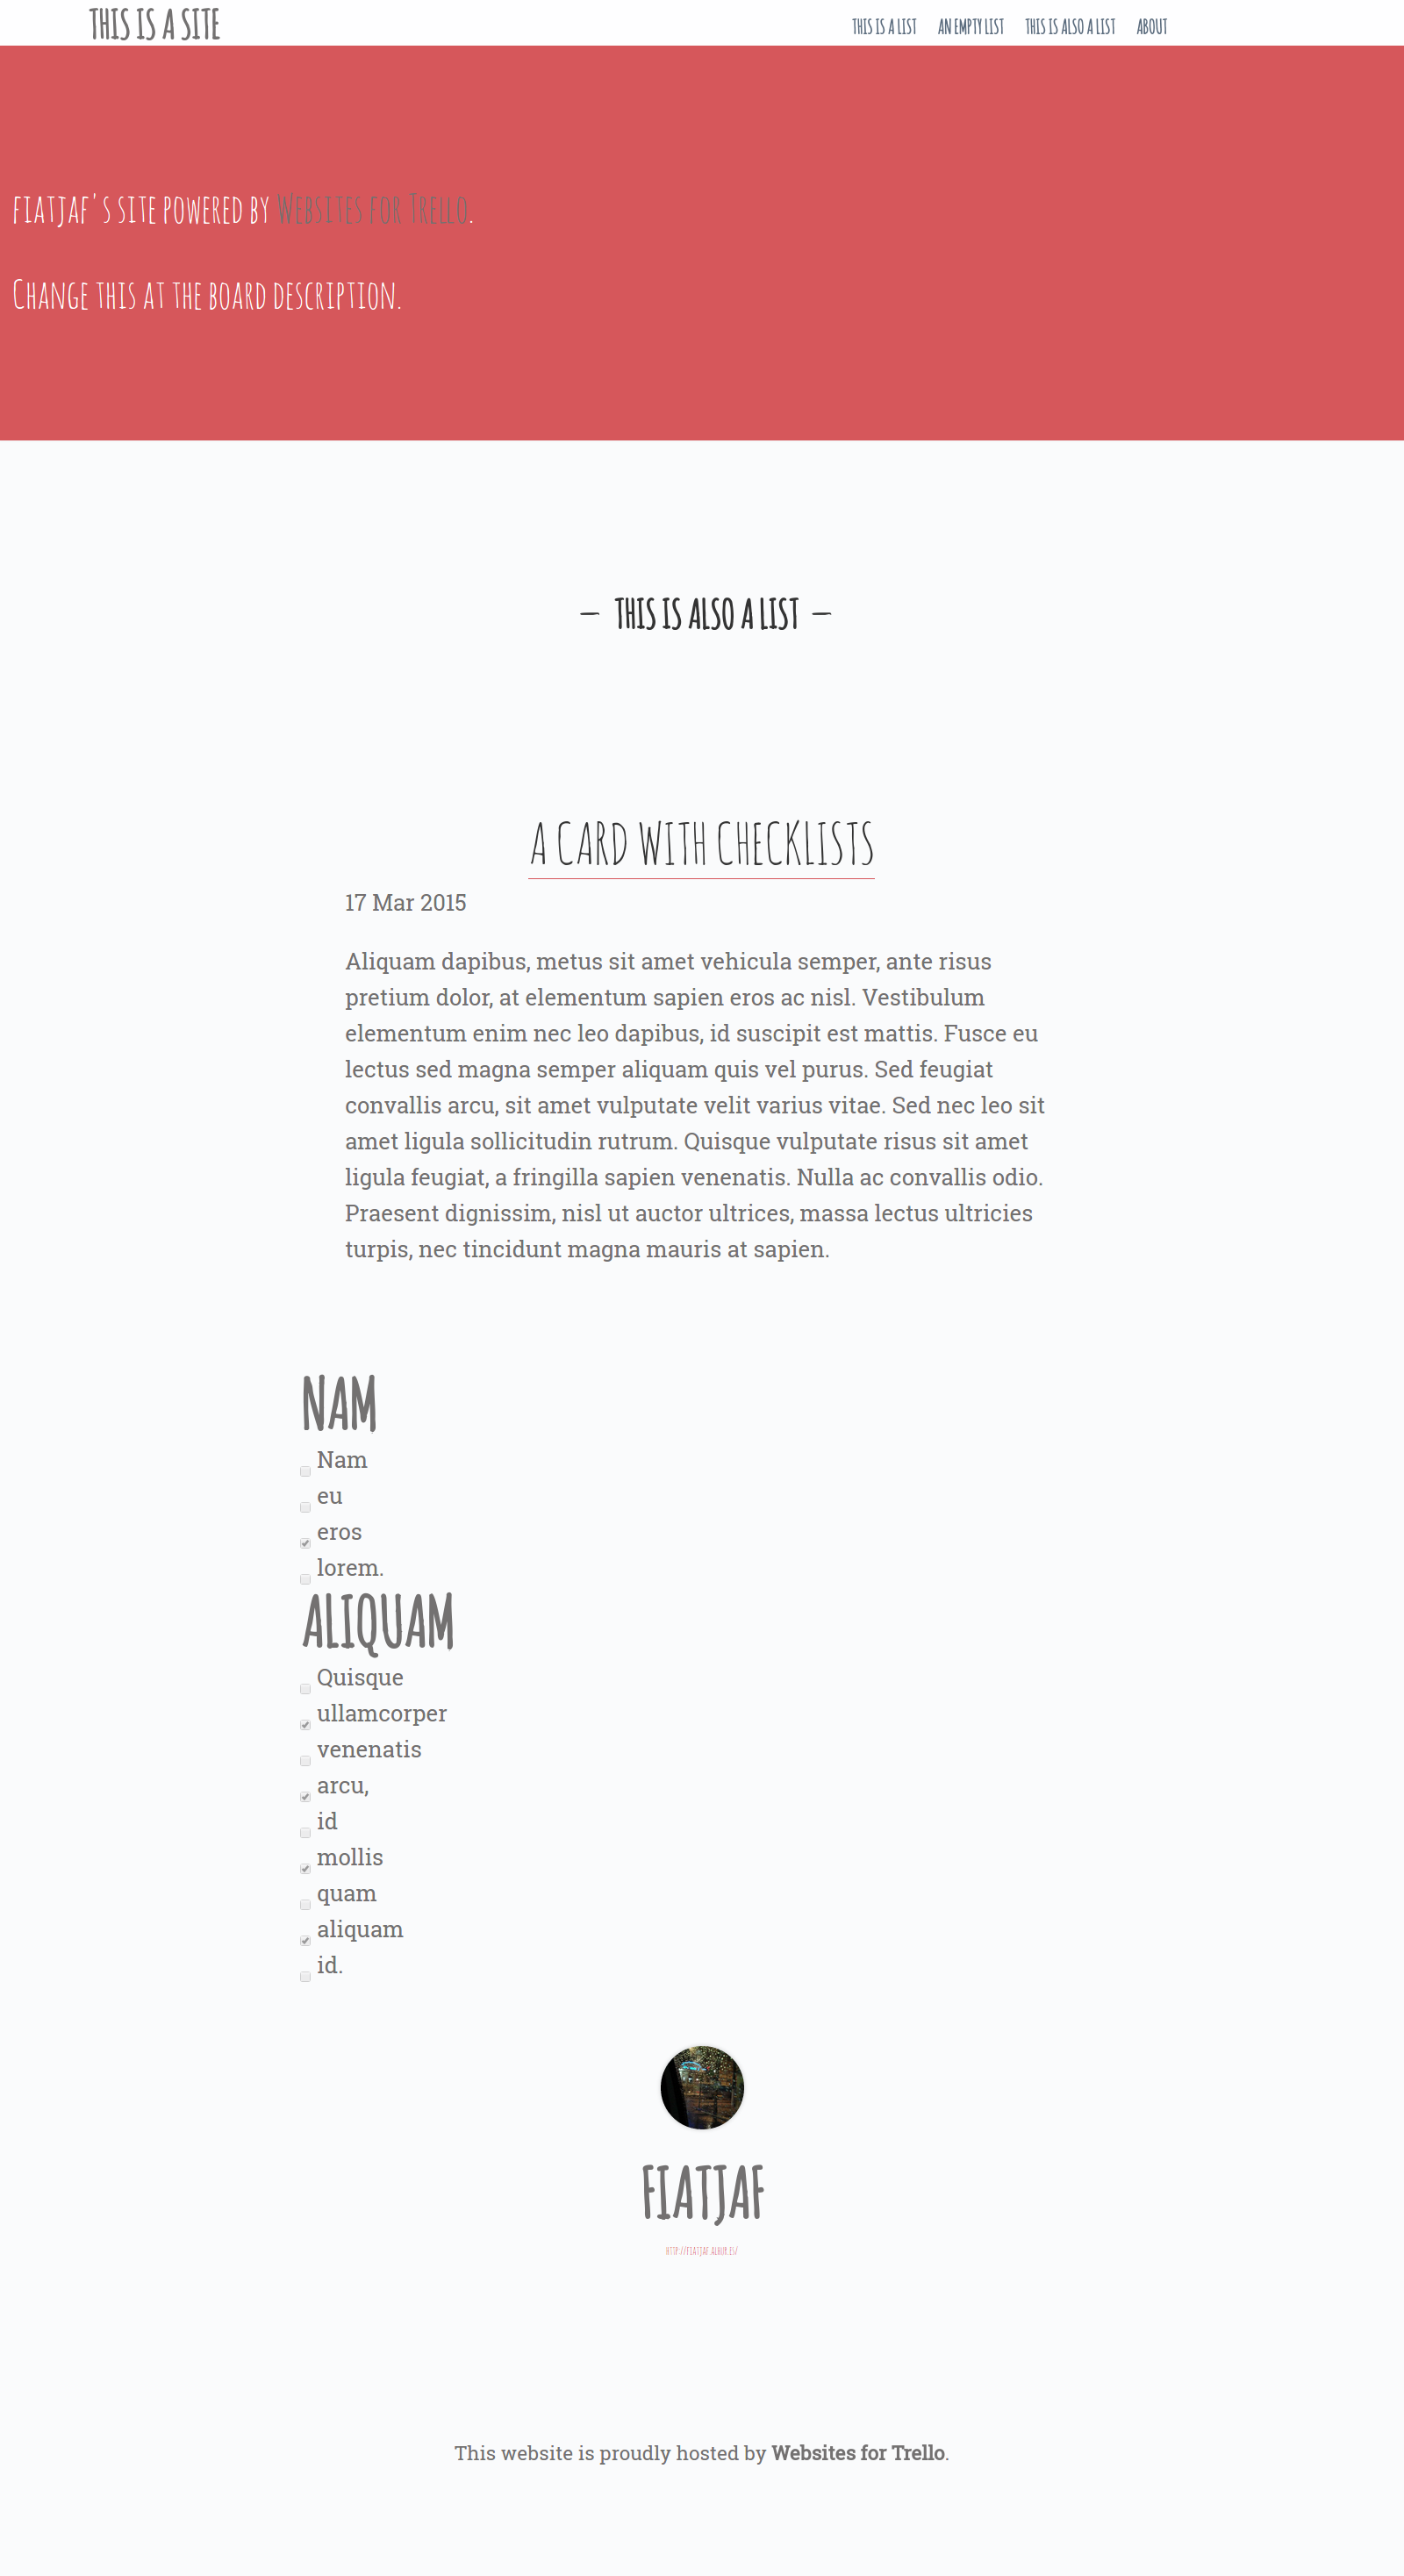 THIS IS A SITE
THIS IS A LIST AN EMPTY LIST THIS IS ALSO A LIST ABOUT
fiatjaf's site powered by Websites for Trello.
Change this at the board description.
— THIS IS ALSO A LIST —
A CARD WITH CHECKLISTS
17 Mar 2015
Aliquam dapibus, metus sit amet vehicula semper, ante risus
pretium dolor, at elementum sapien eros ac nisl. Vestibulum
elementum enim nec leo dapibus, id suscipit est mattis. Fusce eu
lectus sed magna semper aliquam quis vel purus. Sed feugiat
convallis arcu, sit amet vulputate velit varius vitae. Sed nec leo sit
amet ligula sollicitudin rutrum. Quisque vulputate risus sit amet
ligula feugiat, a fringilla sapien venenatis. Nulla ac convallis odio.
Praesent dignissim, nisl ut auctor ultrices, massa lectus ultricies
turpis, nec tincidunt magna mauris at sapien.
NAM
Nam
eu
eros
lorem.
ALIQUAM
Quisque
ullamcorper
venenatis
arcu,
id
mollis
quam
aliquam
id.
FIATJAF
HTTP://FIATJAF.ALHUR.ES/
This website is proudly hosted by Websites for Trello.